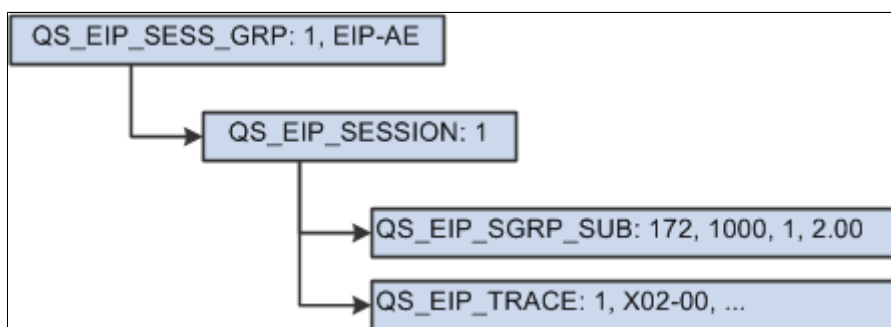 QS_EIP_SESS_GRP: 1, EIP-AE
QS_EIP_SESSION: 1
QS_EIP_SGRP_SUB: 172, 1000, 1, 2.00
QS_EIP_TRACE: 1, X02-00, ...